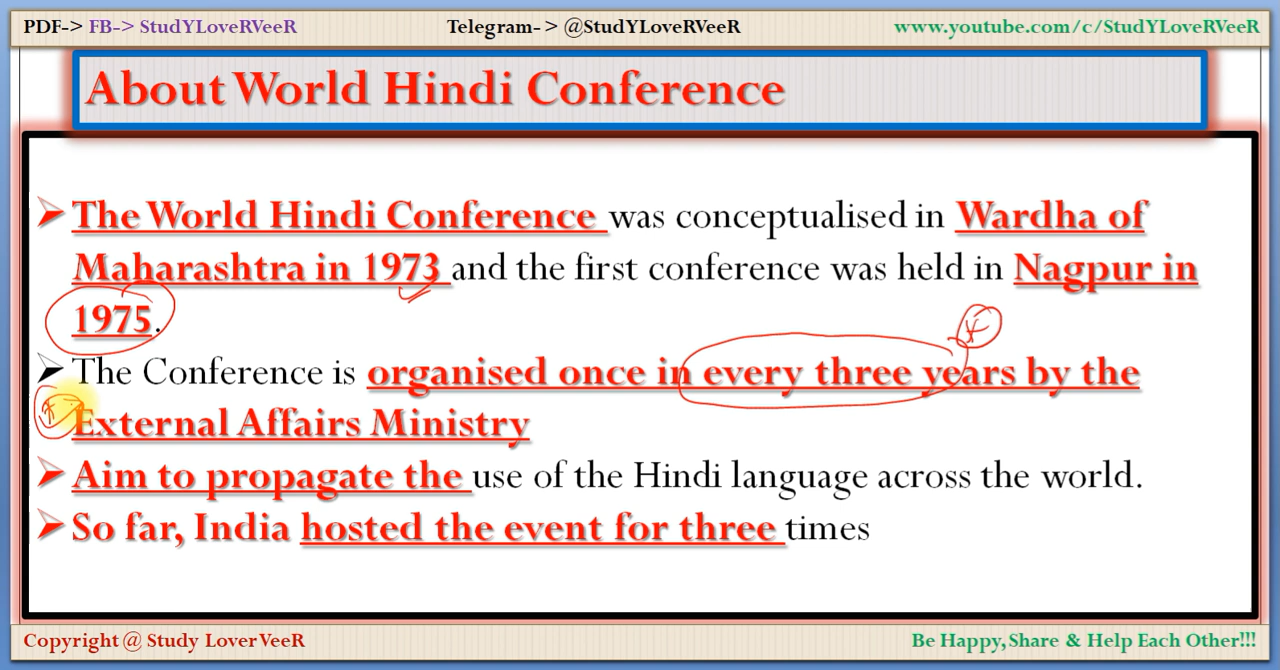 PDF-> FB-> StudYLoveRVeeR Telegram-> @StudYLoveRVeeR www.youtube.com/c/StudYLoveRVeeR
About World Hindi Conference
The World Hindi Conference was conceptualised in Wardha of
Maharashtra in 1973 and the first conference was held in Nagpur in
1975.
The Conference is organised once in every three years by the
External Affairs Ministry
Aim to propagate the use of the Hindi language across the world.
So far, India hosted the event for three times
Copyright @ Study Lover VeeR Be Happy, Share & Help Each Other!!!